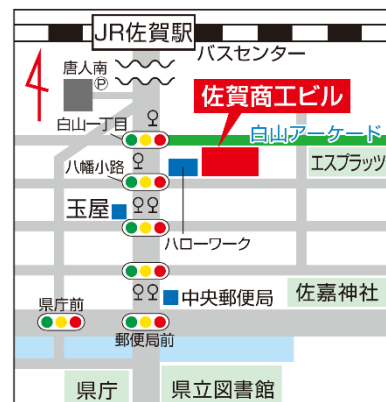 JR佐賀駅
バスセンター
唐人南
Ⓟ
佐賀商工ビル
白山一丁目
白山アーケード
八幡小路
エスプラッツ
玉屋
ハローワーク
中央郵便局
佐嘉神社
県庁前
郵便局前
県庁
県立図書館